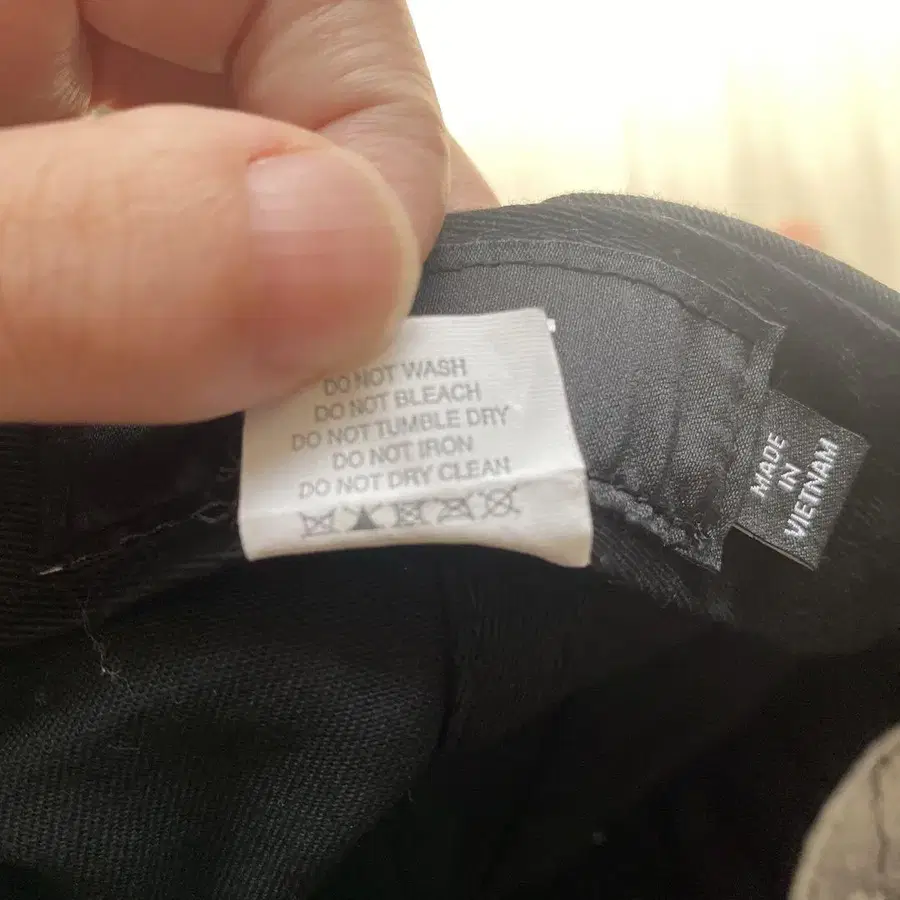 DO NOT WASH
DO NOT BLEACH
DO NOT TUMBLE DRY
DO NOT IRON
DO NOT DRY CLEAN
MADE
IN
VIETNAM